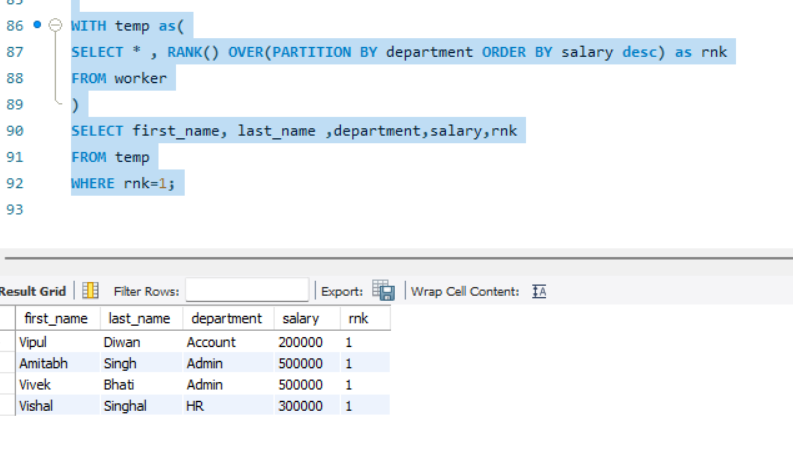 85
86 WITH temp as(
87 SELECT * , RANK() OVER(PARTITION BY department ORDER BY salary desc) as rnk
88 FROM worker
89 )
90 SELECT first_name, last_name ,department,salary,rnk
91 FROM temp
92 WHERE rnk=1;
93
Result Grid Filter Rows: Export: Wrap Cell Content: IA
first_name last_name department salary rnk
Vipul Diwan Account 200000 1
Amitabh Singh Admin 500000 1
Vivek Bhati Admin 500000 1
Vishal Singhal HR 300000 1